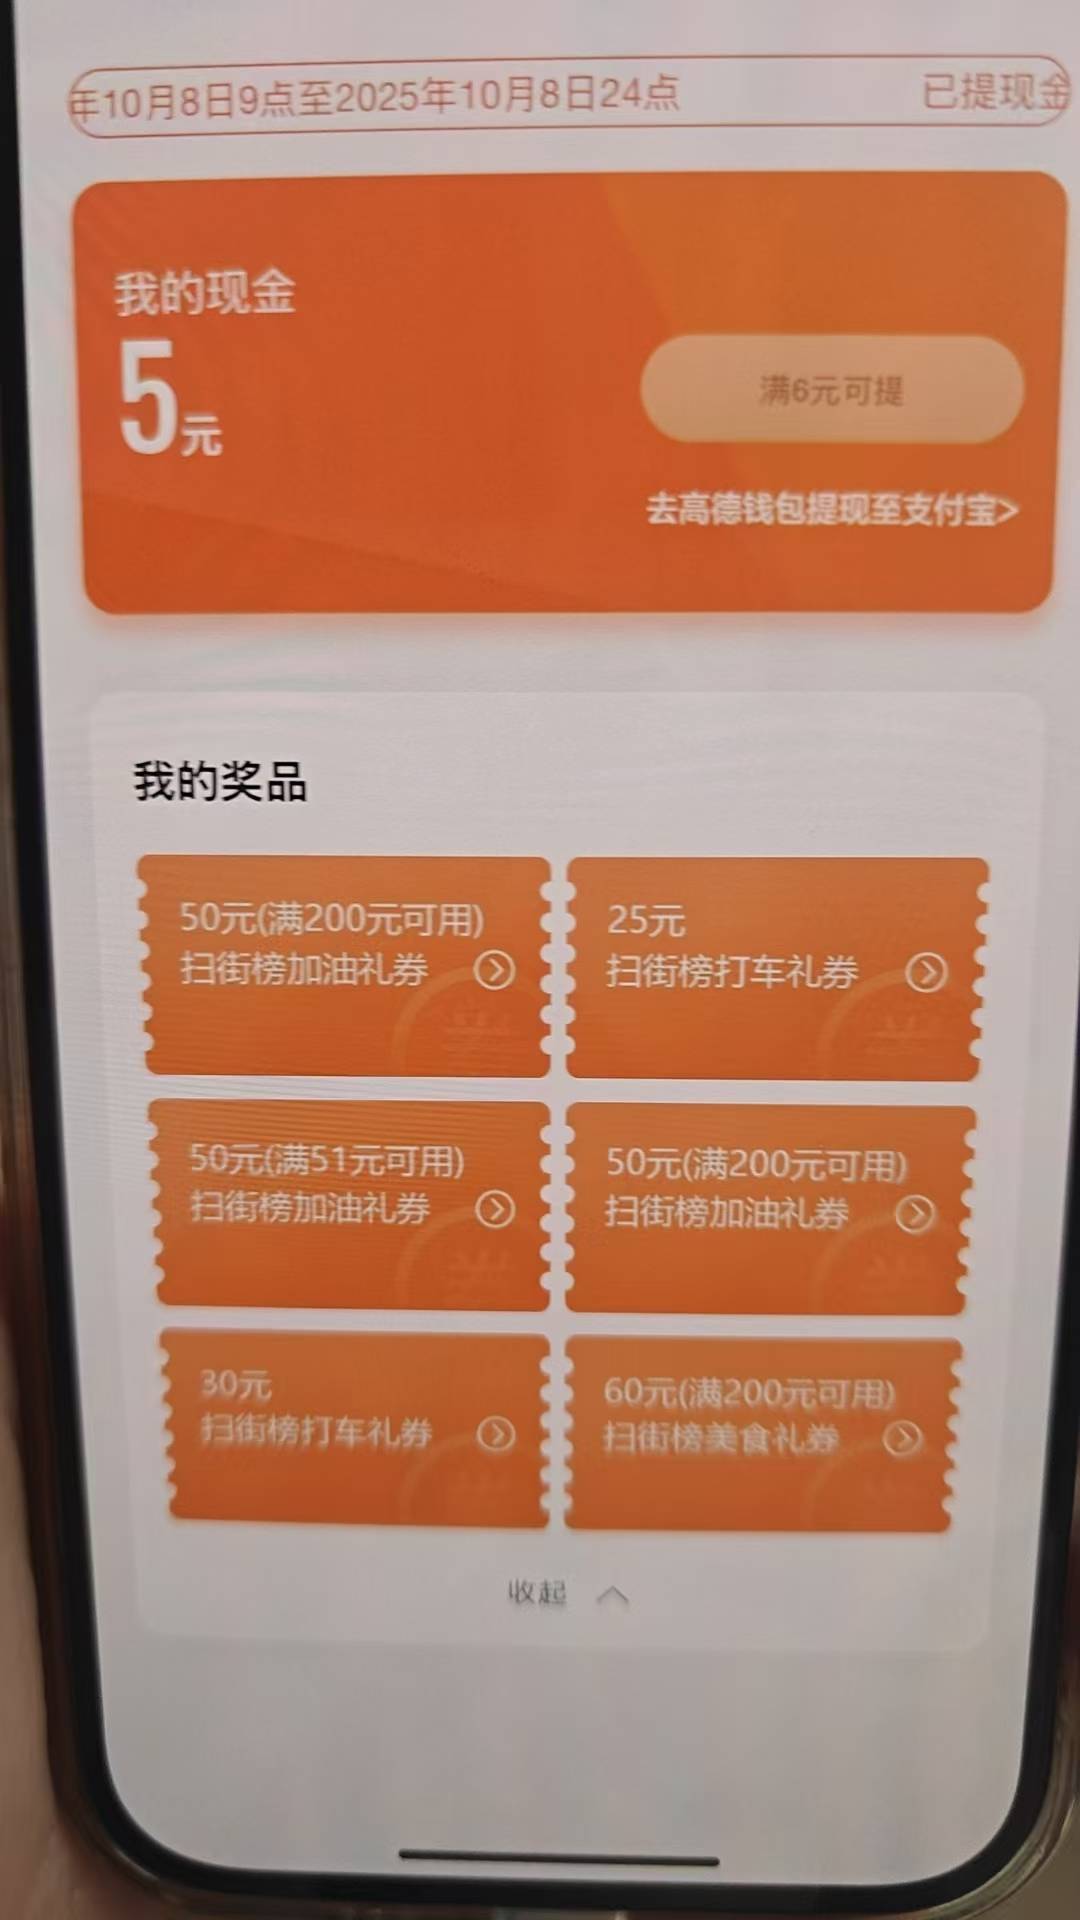 年10月8日9点至2025年10月8日24点
已提现金
我的现金
5元
满6元可提
去高德钱包提现至支付宝>
我的奖品
50元(满200元可用)
扫街榜加油礼券
25元
扫街榜打车礼券
50元(满51元可用)
扫街榜加油礼券
50元(满200元可用)
扫街榜加油礼券
30元
扫街榜打车礼券
60元(满200元可用)
扫街榜美食礼券
收起